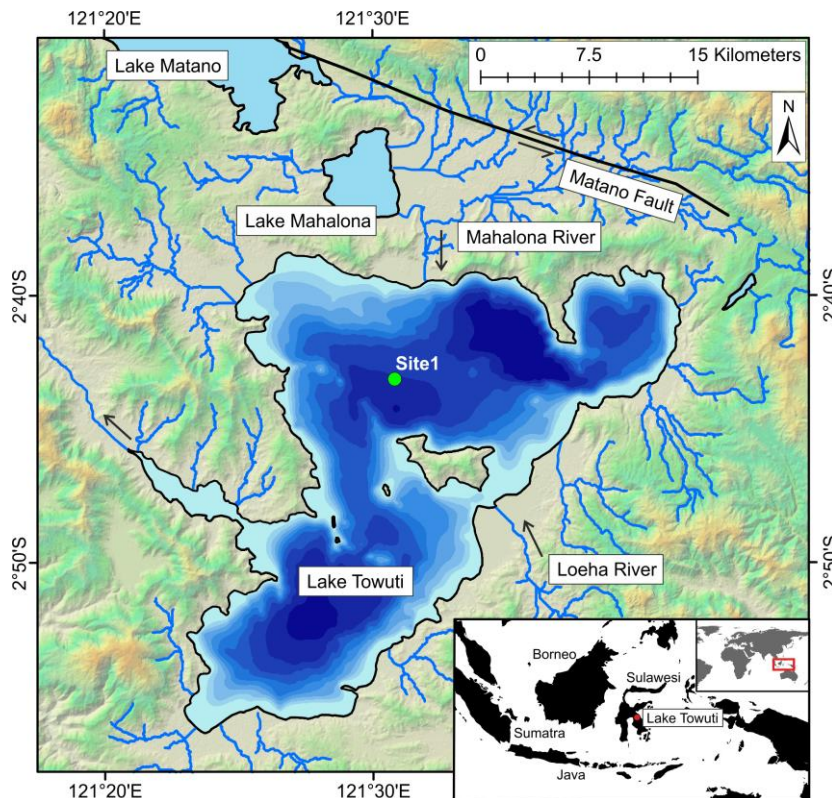 121°20'E
121°30'E
Lake Matano
0
7.5
15 Kilometers
N
Matano Fault
Lake Mahalona
Mahalona River
2°40'S
2°40'S
Site1
2°50'S
2°50'S
Lake Towuti
Loeha River
Borneo
Sulawesi
Lake Towuti
Sumatra
Java
121°20'E
121°30'E